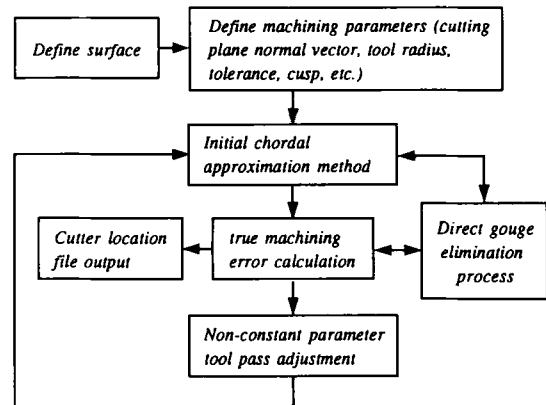 Define surface
Define machining parameters (cutting
plane normal vector, tool radius,
tolerance, cusp, etc.)
Initial chordal
approximation method
Cutter location
file output
true machining
error calculation
Direct gouge
elimination
process
Non-constant parameter
tool pass adjustment